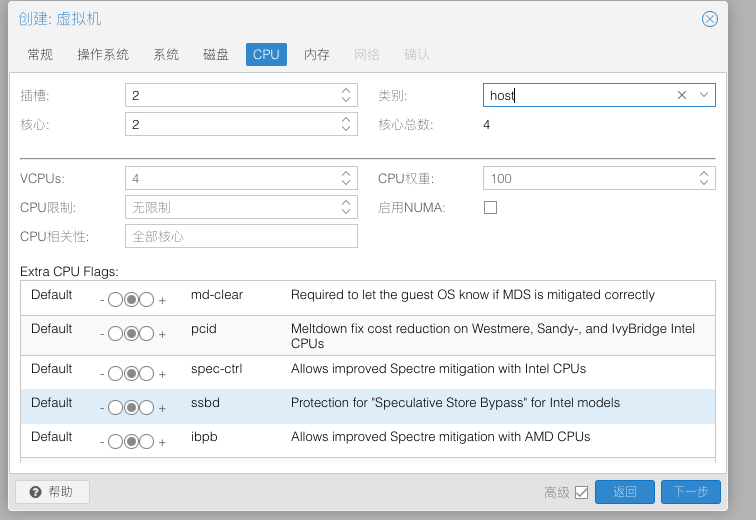 创建: 虚拟机
常规 操作系统 系统 磁盘 CPU 内存 网络 确认
插槽: 2 类别: host
核心: 2 核心总数: 4
VCPUs: 4 CPU权重: 100
CPU限制: 无限制 启用NUMA:
CPU相关性: 全部核心
Extra CPU Flags:
Default - + md-clear Required to let the guest OS know if MDS is mitigated correctly
Default - + pcid Meltdown fix cost reduction on Westmere, Sandy-, and IvyBridge Intel
CPUs
Default - + spec-ctrl Allows improved Spectre mitigation with Intel CPUs
Default - + ssbd Protection for "Speculative Store Bypass" for Intel models
Default - + ibpb Allows improved Spectre mitigation with AMD CPUs
帮助 高级 返回 下一步